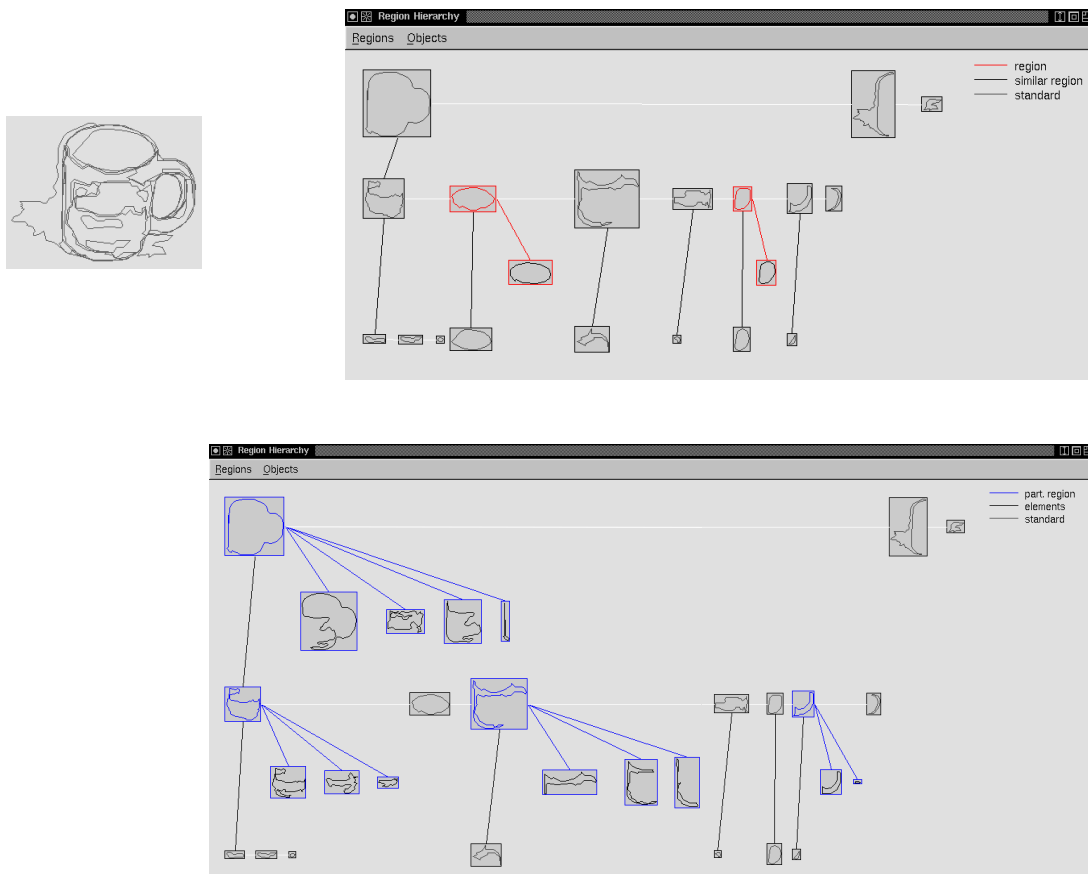 Region Hierarchy
Regions Objects
region
similar region
standard
Region Hierarchy
Regions Objects
part. region
elements
standard